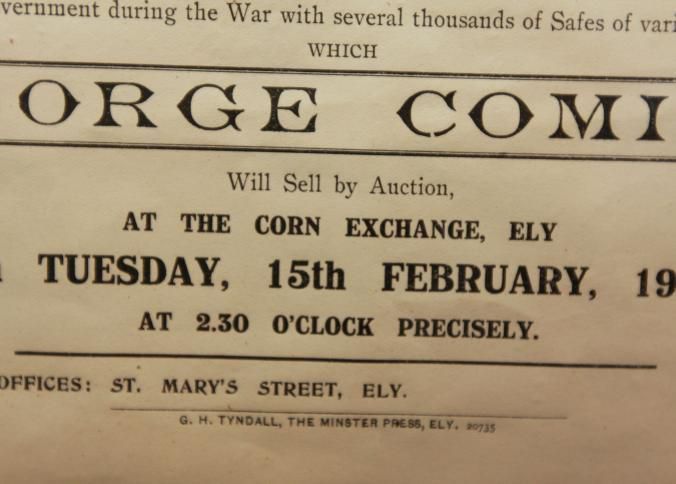 vernment during the War with several thousands of Safes of vari
WHICH
ORGE COMI
Will Sell by Auction,
AT THE CORN EXCHANGE, ELY
TUESDAY, 15th FEBRUARY, 19
AT 2.30 O'CLOCK PRECISELY.
OFFICES: ST. MARY'S STREET, ELY.
G. H. TYNDALL, THE MINSTER PRESS, ELY. 20735